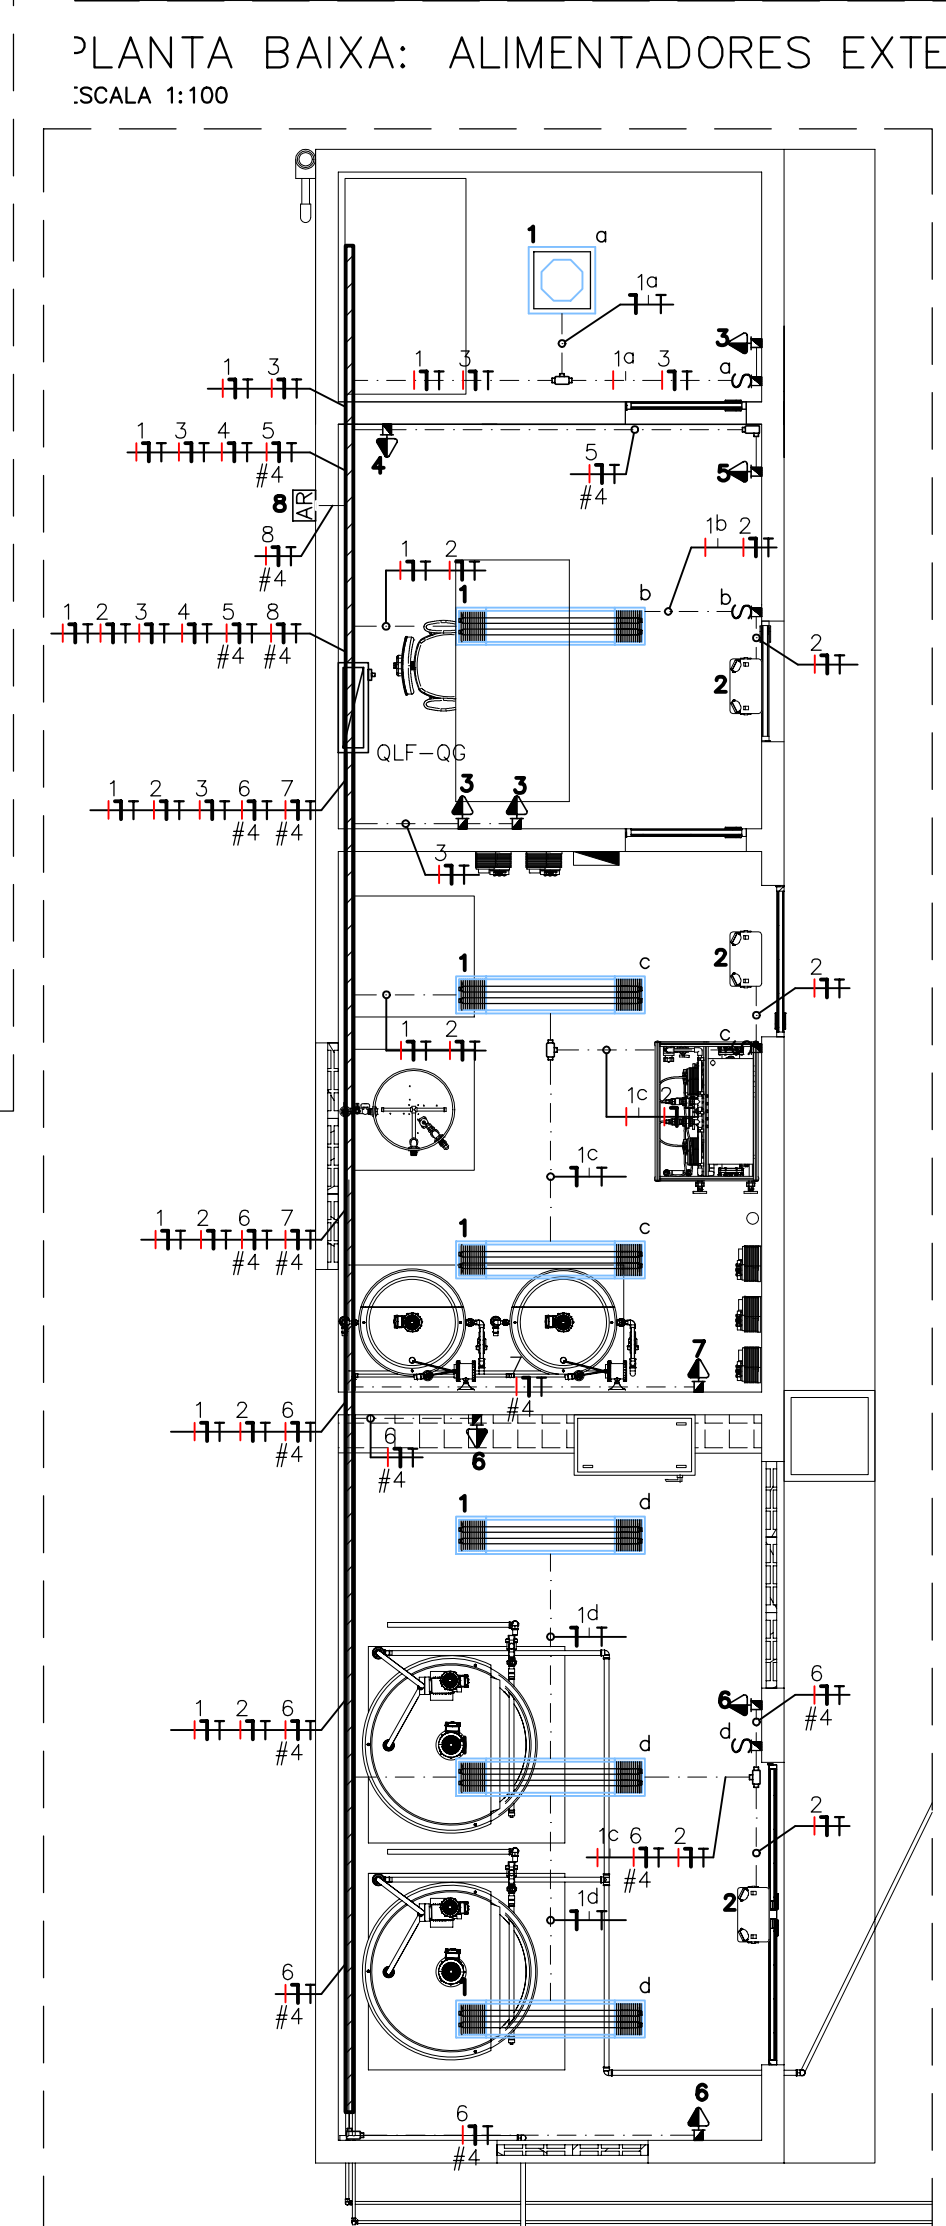 PLANTA BAIXA: ALIMENTADORES EXTE
ESCALA 1:100
1 a
1a
3
1 3 1a 3 a
1 3
1 3 4 5
#4
4
5
#4
5
8 AR
8
#4
1b 2
1 2
1 b b
1 2 3 4 5 8
#4 #4
2
2
QLF-QG
3 3
1 2 3 6 7
#4 #4
3
1 c 2
2
1 2
c
1c 2
1c
1 c
1 2 6 7
#4 #4
7
7
#4
1 2 6
#4
6
#4
6
1 d
1d
6
#4
6
d
1 2 6
#4
d
2
1c 6 2
#4
2
1d
6
#4
1 d
6
6
#4